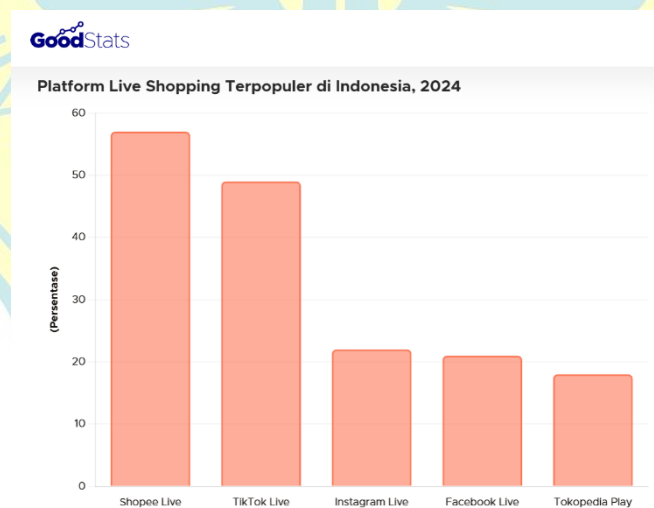 GoodStats
Platform Live Shopping Terpopuler di Indonesia, 2024
60
50
40
30
20
10
0
(Persentase)
Shopee Live
TikTok Live
Instagram Live
Facebook Live
Tokopedia Play